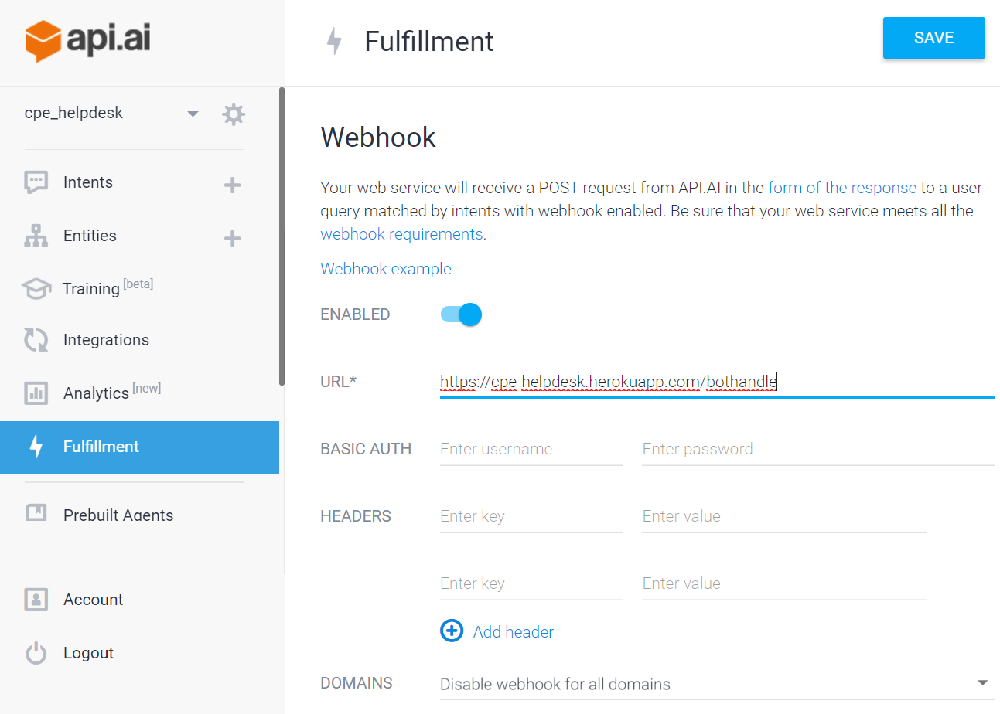 api.ai
Fulfillment
SAVE
cpe_helpdesk
Intents
Entities
Training [beta]
Integrations
Analytics [new]
Fulfillment
Prebuilt Agents
Account
Logout
Webhook
Your web service will receive a POST request from API.AI in the form of the response to a user
query matched by intents with webhook enabled. Be sure that your web service meets all the
webhook requirements.
Webhook example
ENABLED
URL* https://cpe-helpdesk.herokuapp.com/bothandle
BASIC AUTH Enter username Enter password
HEADERS Enter key Enter value
Enter key Enter value
Add header
DOMAINS Disable webhook for all domains